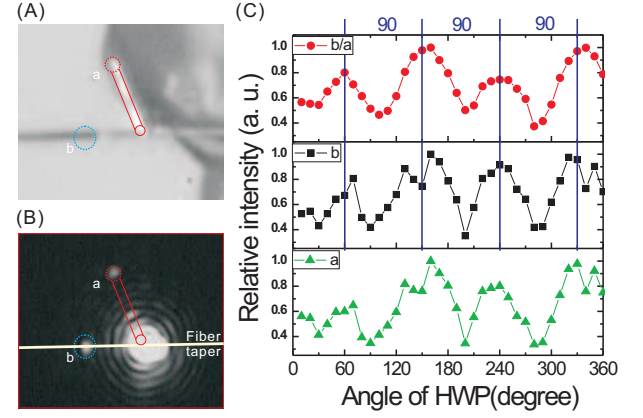 (A)
a
b
(B)
a
b
Fiber
taper
(C)
90 90 90
b/a
1.0
0.8
0.6
0.4
b
1.0
0.8
0.6
0.4
a
1.0
0.8
0.6
0.4
Relative intensity (a. u.)
0 60 120 180 240 300 360
Angle of HWP(degree)